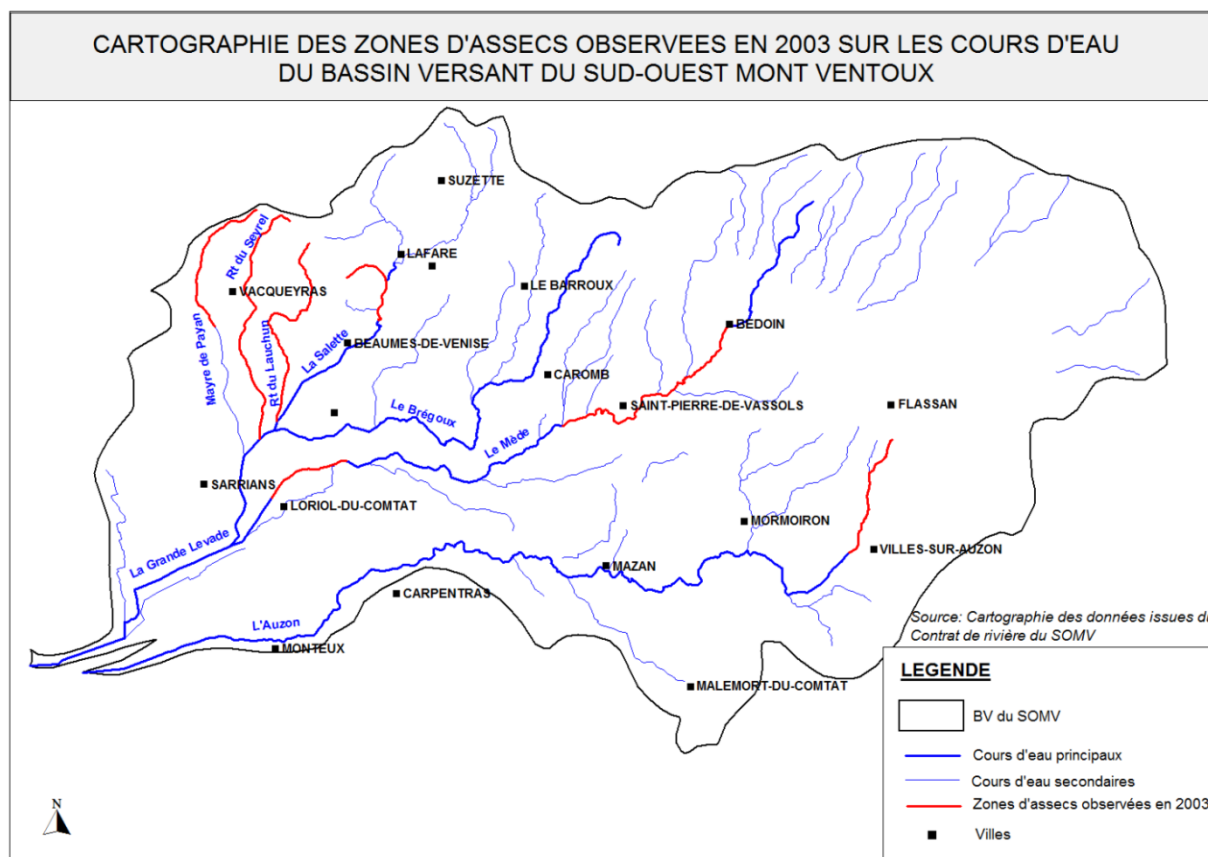 CARTOGRAPHIE DES ZONES D'ASSECS OBSERVEES EN 2003 SUR LES COURS D'EAU
DU BASSIN VERSANT DU SUD-OUEST MONT VENTOUX
SUZETTE
Rt du Seyrel
LAFARE
VACQUEYRAS
LE BARROUX
Mayre de Payan
Rt du Lauchun
La Salette
BEAUMES-DE-VENISE
BEDOIN
CAROMB
Le Brégoux
SAINT-PIERRE-DE-VASSOLS
FLASSAN
Le Mède
SARRIANS
LORIOL-DU-COMTAT
MORMOIRON
La Grande Levade
VILLES-SUR-AUZON
MAZAN
CARPENTRAS
L'Auzon
MONTEUX
MALEMORT-DU-COMTAT
Source: Cartographie des données issues du
Contrat de rivière du SOMV
LEGENDE
BV du SOMV
Cours d'eau principaux
Cours d'eau secondaires
Zones d'assecs observées en 2003
Villes
N